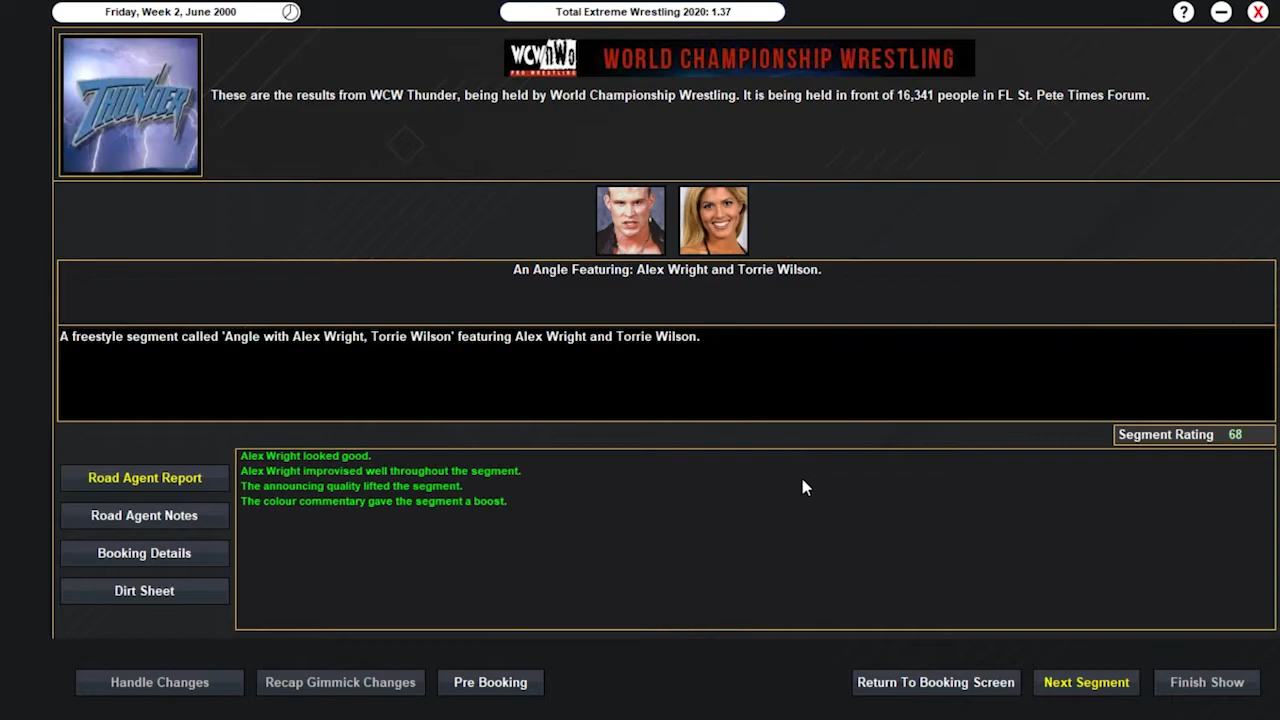 Friday, Week 2, June 2000
Total Extreme Wrestling 2020: 1.37
?
X
THUNDER
WCW nWo
PRO WRESTLING
WORLD CHAMPIONSHIP WRESTLING
These are the results from WCW Thunder, being held by World Championship Wrestling. It is being held in front of 16,341 people in FL St. Pete Times Forum.
An Angle Featuring: Alex Wright and Torrie Wilson.
A freestyle segment called 'Angle with Alex Wright, Torrie Wilson' featuring Alex Wright and Torrie Wilson.
Segment Rating 68
Road Agent Report
Road Agent Notes
Booking Details
Dirt Sheet
Alex Wright looked good.
Alex Wright improvised well throughout the segment.
The announcing quality lifted the segment.
The colour commentary gave the segment a boost.
Handle Changes
Recap Gimmick Changes
Pre Booking
Return To Booking Screen
Next Segment
Finish Show